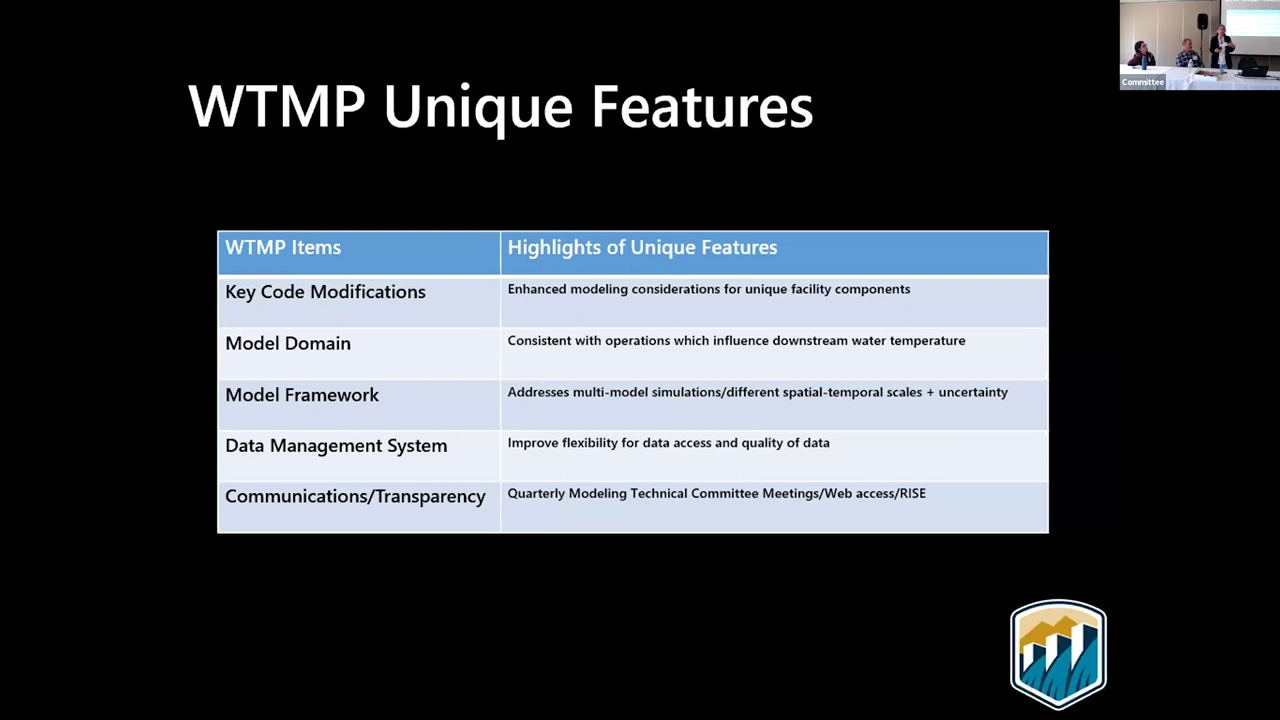 Committee
WTMP Unique Features
WTMP Items
Highlights of Unique Features
Key Code Modifications
Enhanced modeling considerations for unique facility components
Model Domain
Consistent with operations which influence downstream water temperature
Model Framework
Addresses multi-model simulations/different spatial-temporal scales + uncertainty
Data Management System
Improve flexibility for data access and quality of data
Communications/Transparency
Quarterly Modeling Technical Committee Meetings/Web access/RISE